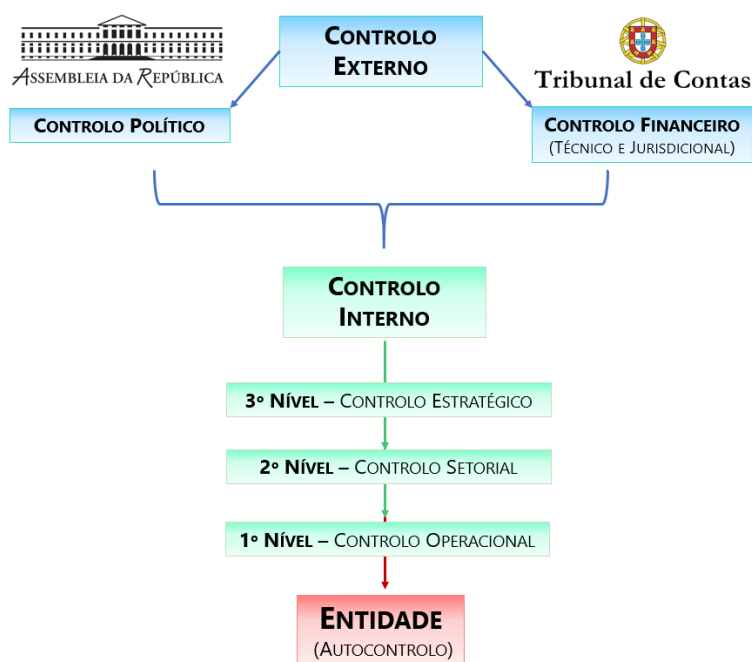 CONTROLO
EXTERNO
ASSEMBLEIA DA REPÚBLICA
Tribunal de Contas
CONTROLO POLÍTICO
CONTROLO FINANCEIRO
(TÉCNICO E JURISDICIONAL)
CONTROLO
INTERNO
3º NÍVEL – CONTROLO ESTRATÉGICO
2º NÍVEL – CONTROLO SETORIAL
1º NÍVEL – CONTROLO OPERACIONAL
ENTIDADE
(AUTOCONTROLO)